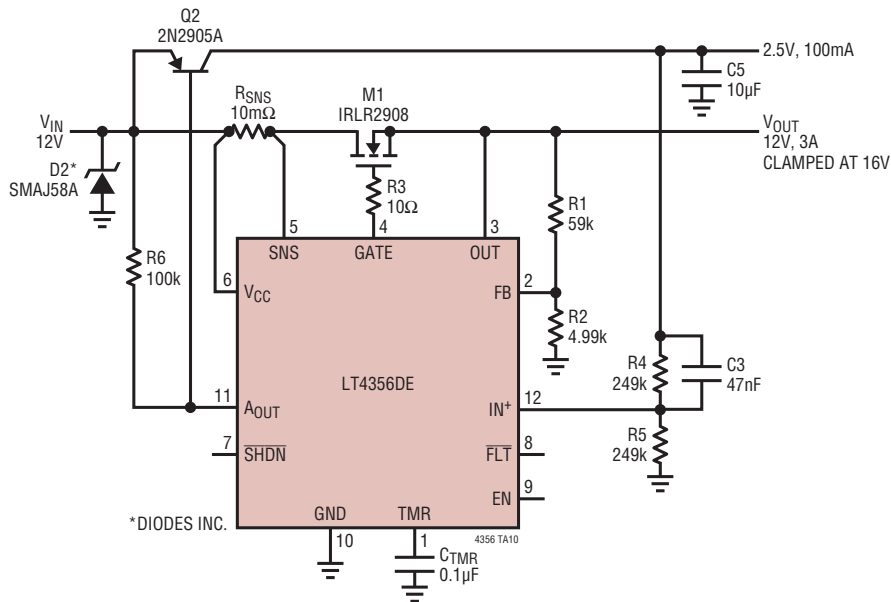 Q2
2N2905A
2.5V, 100mA
C5
10µF
RSNS
10mΩ
M1
IRLR2908
VIN
12V
VOUT
12V, 3A
CLAMPED AT 16V
D2*
SMAJ58A
R3
10Ω
R1
59k
5
4
3
SNS
GATE
OUT
R6
100k
6
VCC
FB
2
R2
4.99k
LT4356DE
R4
249k
C3
47nF
11
AOUT
IN+
12
7
SHDN
FLT
8
R5
249k
EN
9
*DIODES INC.
GND
TMR
10
1
4356 TA10
CTMR
0.1µF